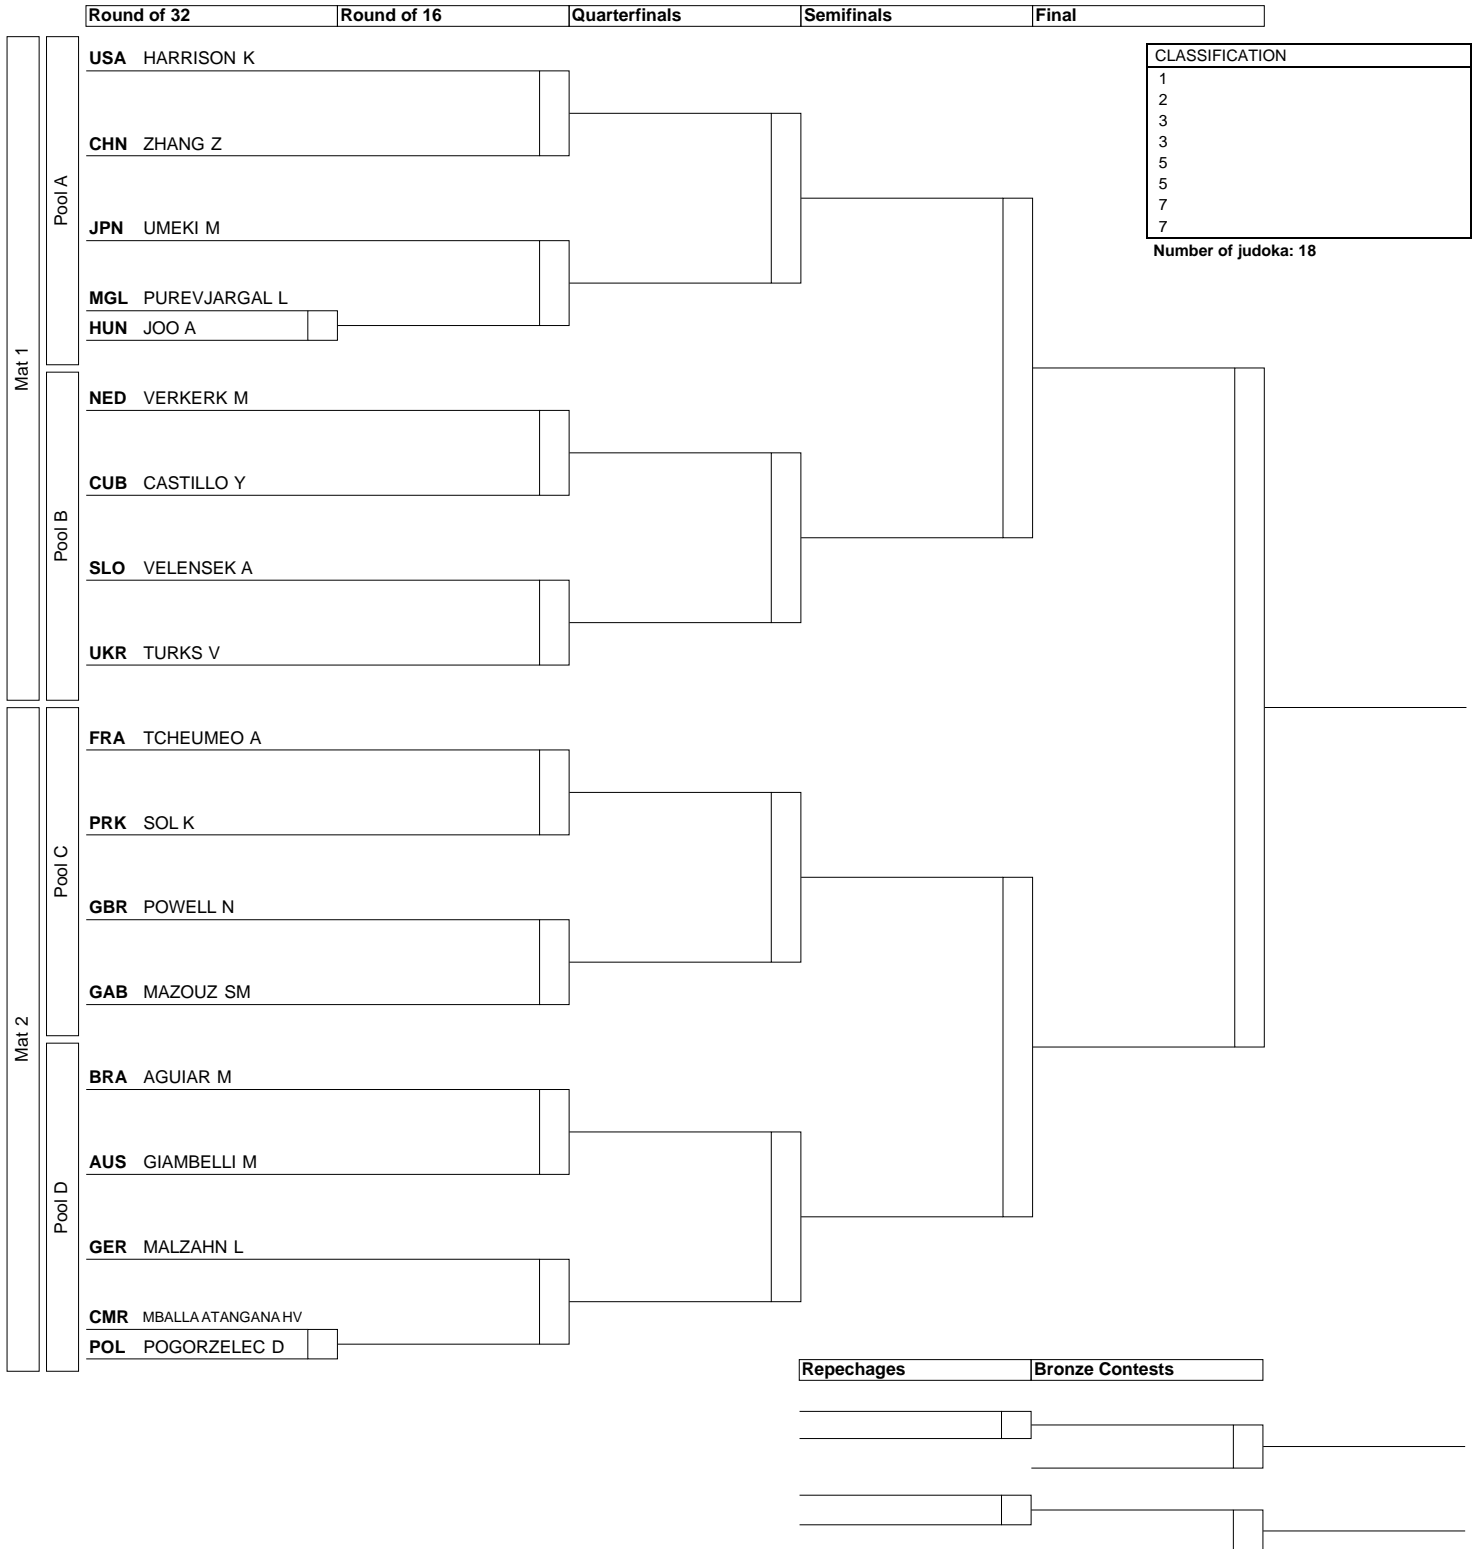 Round of 32 Round of 16 Quarterfinals Semifinals Final
CLASSIFICATION
1
2
3
3
5
5
7
7
Number of judoka: 18
Mat 1
Pool A
USA HARRISON K
CHN ZHANG Z
JPN UMEKI M
MGL PUREVJARGAL L
HUN JOO A
Pool B
NED VERKERK M
CUB CASTILLO Y
SLO VELENSEK A
UKR TURKS V
Mat 2
Pool C
FRA TCHEUMEO A
PRK SOL K
GBR POWELL N
GAB MAZOUZ SM
Pool D
BRA AGUIAR M
AUS GIAMBELLI M
GER MALZAHN L
CMR MBALLA ATANGANA HV
POL POGORZELEC D
Repechages Bronze Contests